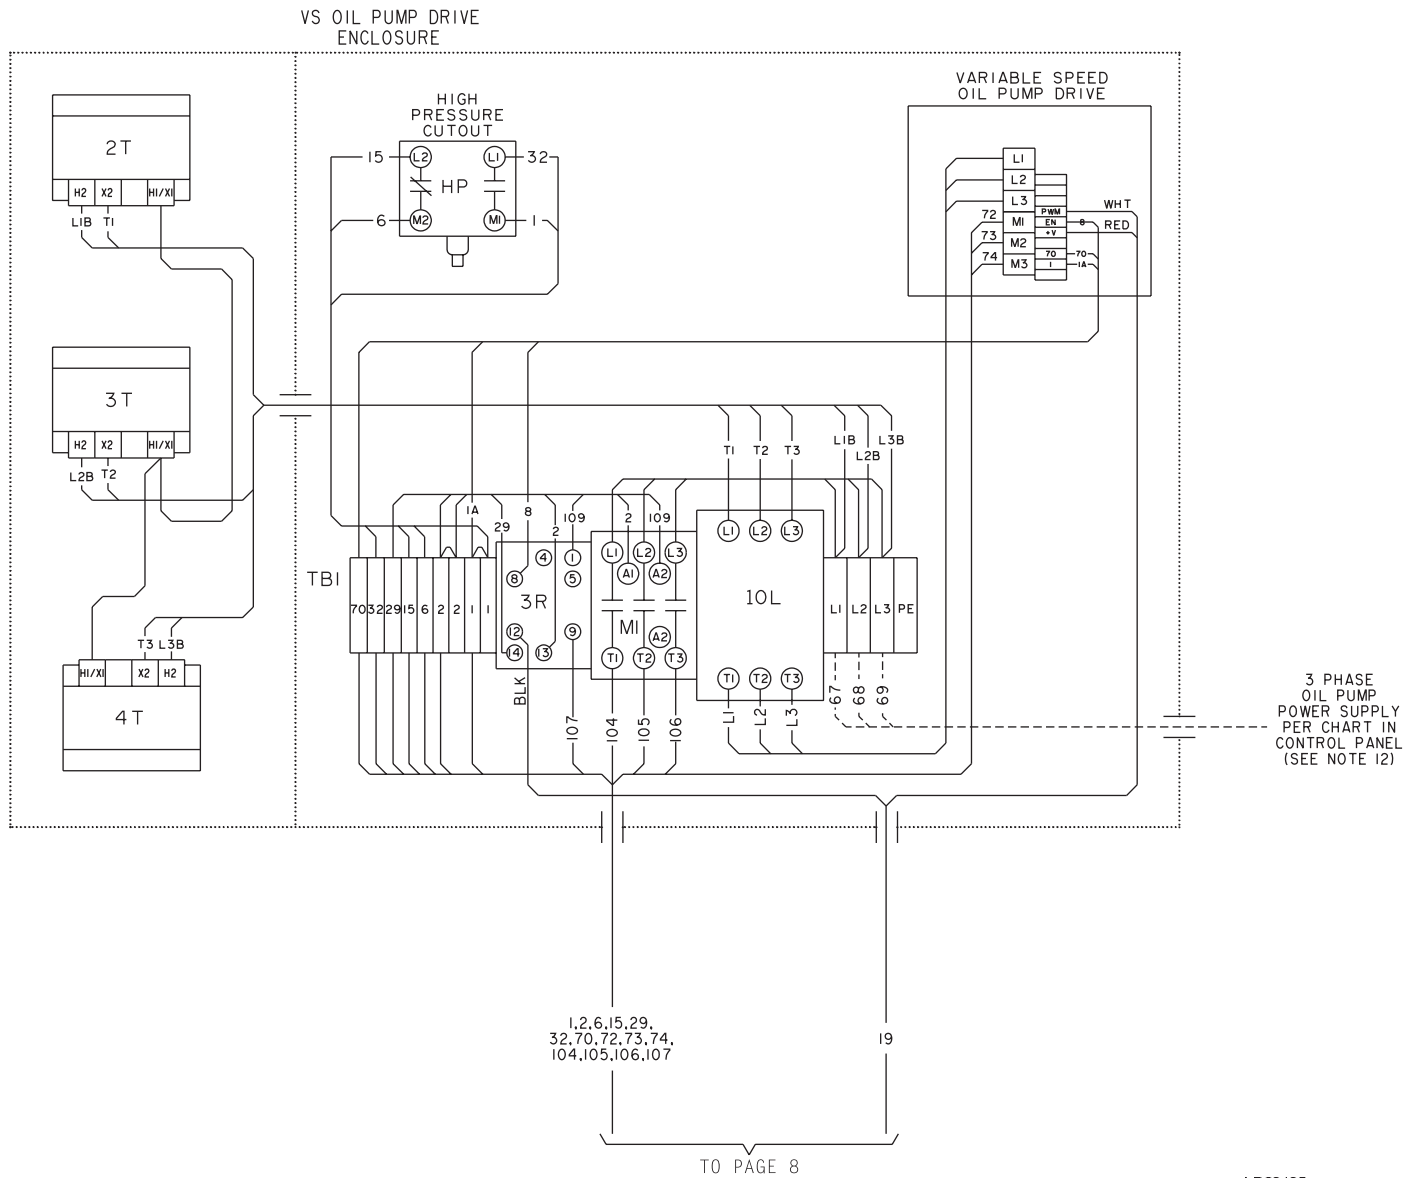 VS OIL PUMP DRIVE
ENCLOSURE
2T
H2 X2 H1/X1
L1B T1
3T
H2 X2 H1/X1
L2B T2
T3 L3B
H1/X1 X2 H2
4T
HIGH
PRESSURE
CUTOUT
15 L2 L1 32
HP
6 M2 M1 1
VARIABLE SPEED
OIL PUMP DRIVE
L1
L2
L3
72 M1
73 M2
74 M3
PWM WHT
EN 8
+V RED
70 70
1 1A
T1 T2 T3 L1B L2B L3B
1A 29 8 2 109 2 109
TB1
70 32 29 15 6 2 2 1 1
4 1
8 5
3R
12 9
14 13
L1 L2 L3
A1 A2
M1
A2
T1 T2 T3
L1 L2 L3
10L
T1 T2 T3
L1 L2 L3 PE
BLK 107 104 105 106 L1 L2 L3 67 68 69
3 PHASE
OIL PUMP
POWER SUPPLY
PER CHART IN
CONTROL PANEL
(SEE NOTE 12)
1,2,6,15,29,
32,70,72,73,74,
104,105,106,107
19
TO PAGE 8